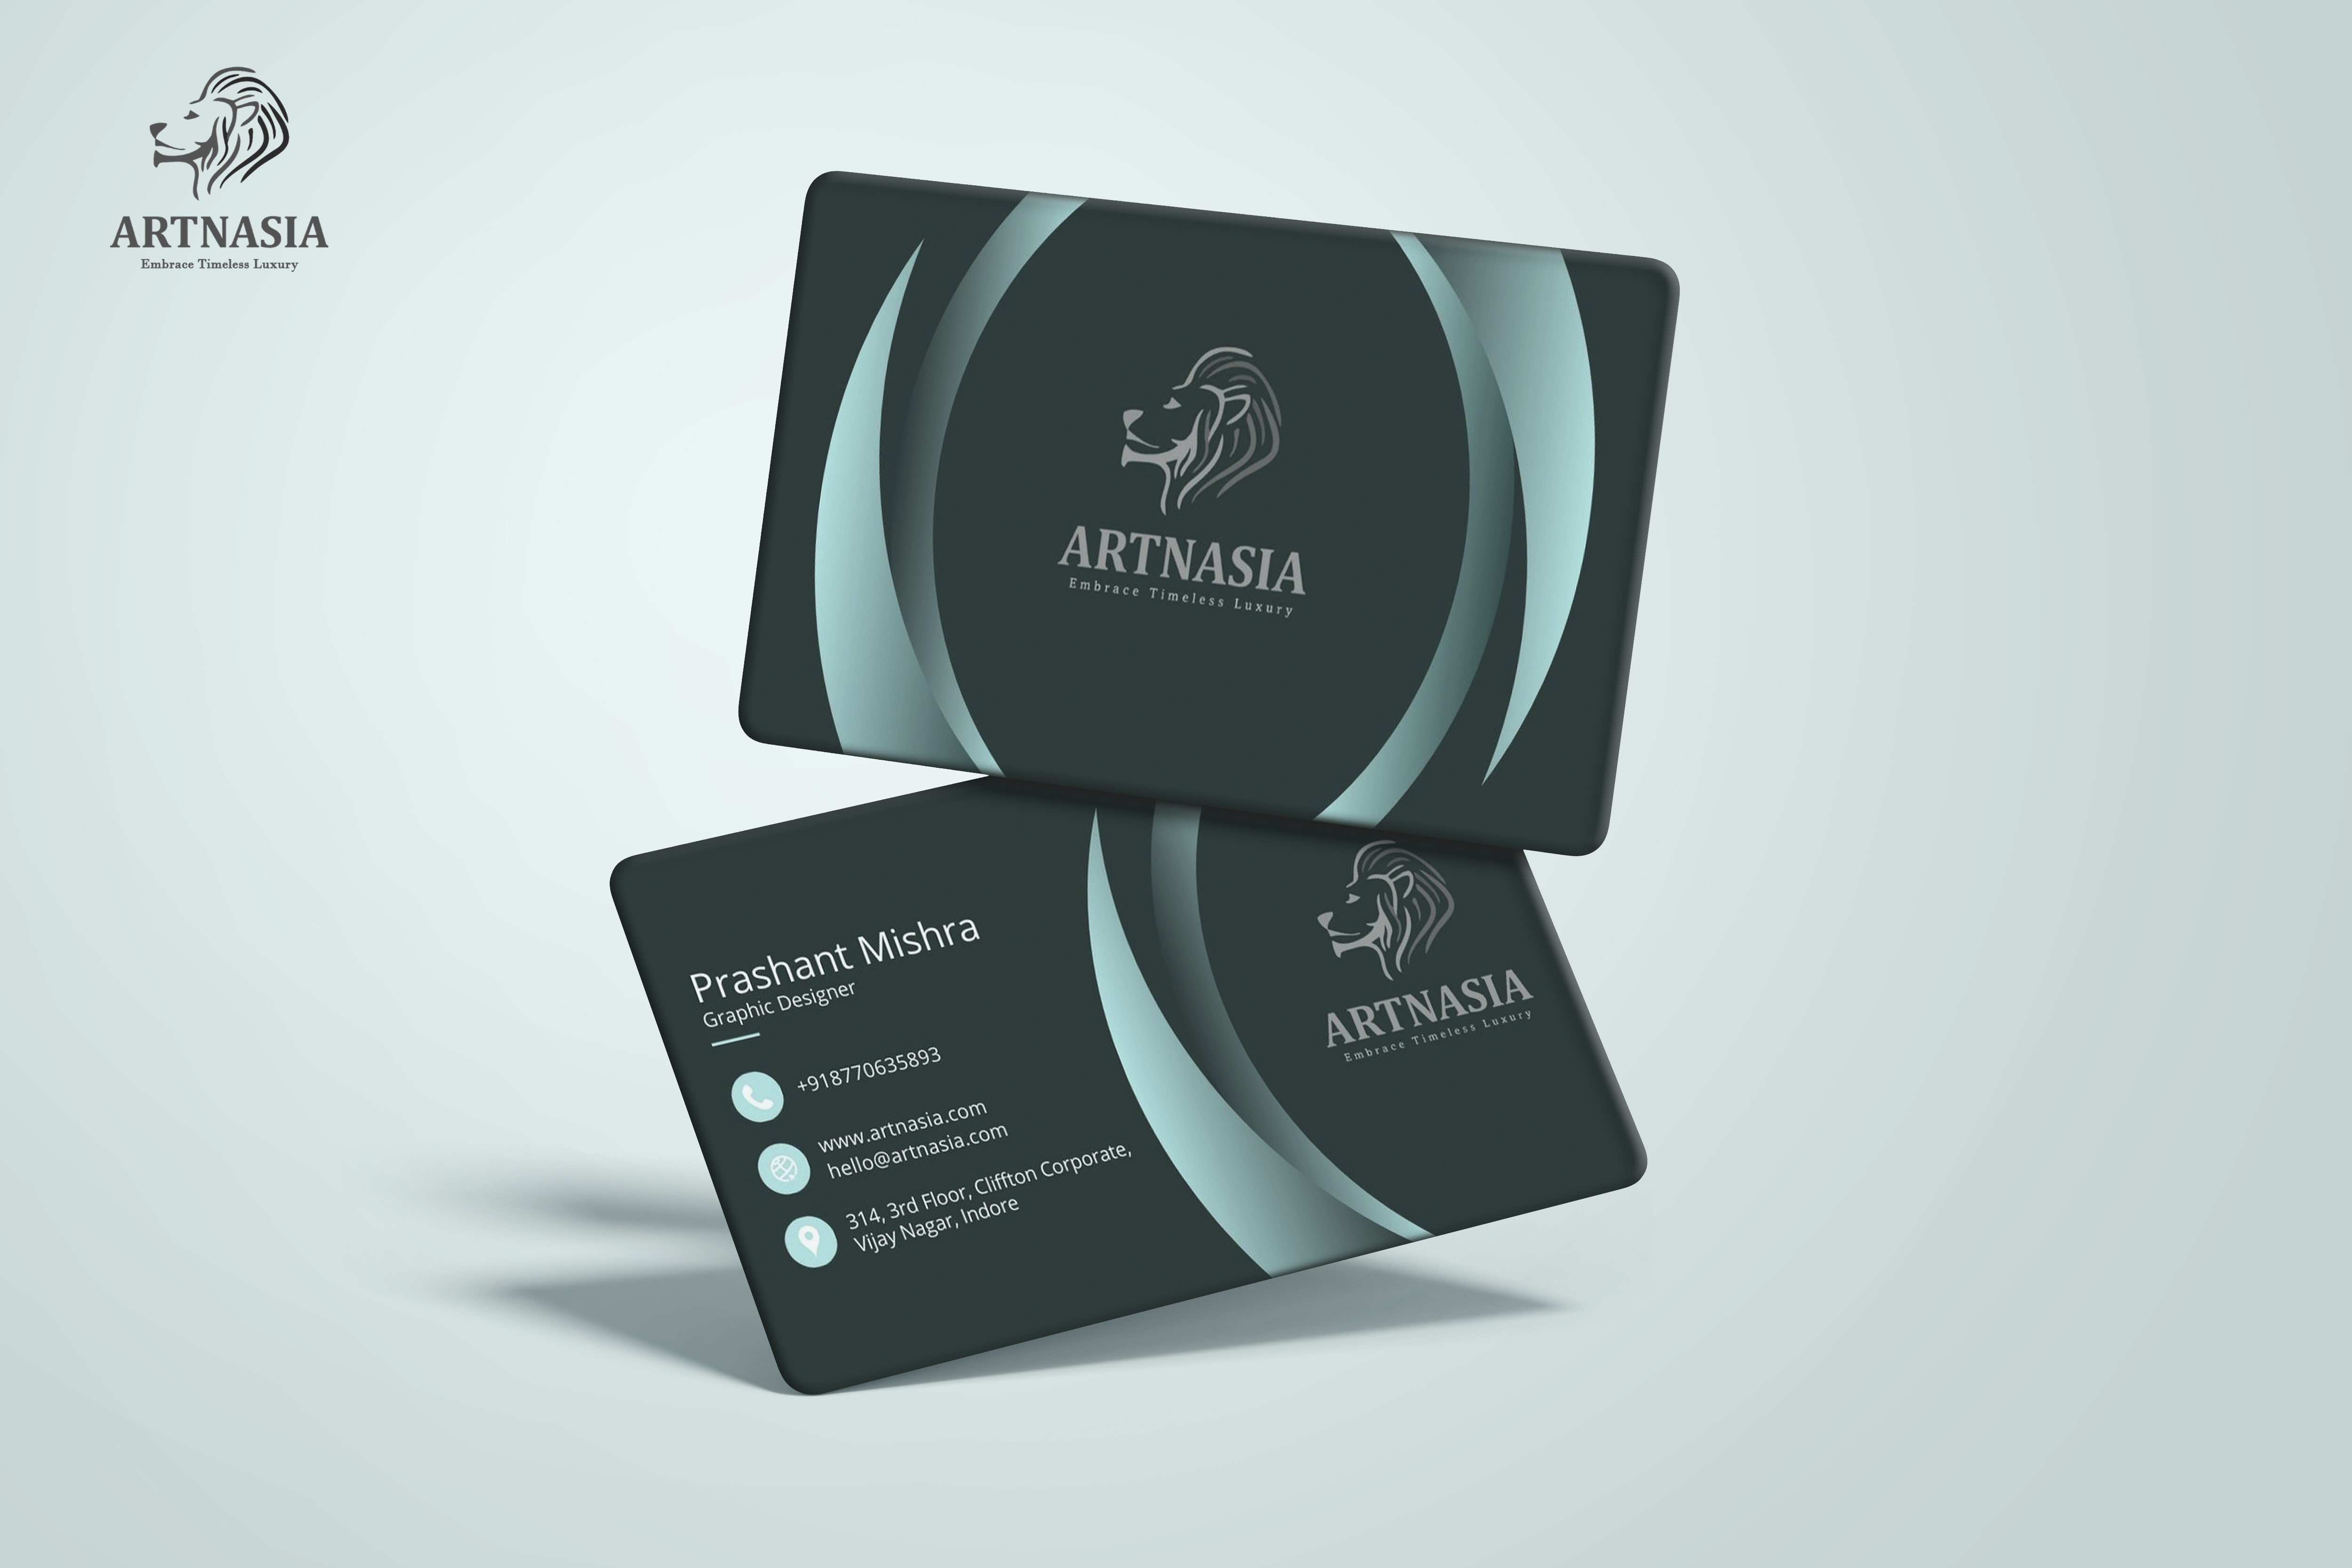 ARTNASIA
Embrace Timeless Luxury
ARTNASIA
Embrace Timeless Luxury
Prashant Mishra
Graphic Designer
+918770635893
www.artnasia.com
hello@artnasia.com
314, 3rd Floor, Cliffton Corporate,
Vijay Nagar, Indore
ARTNASIA
Embrace Timeless Luxury